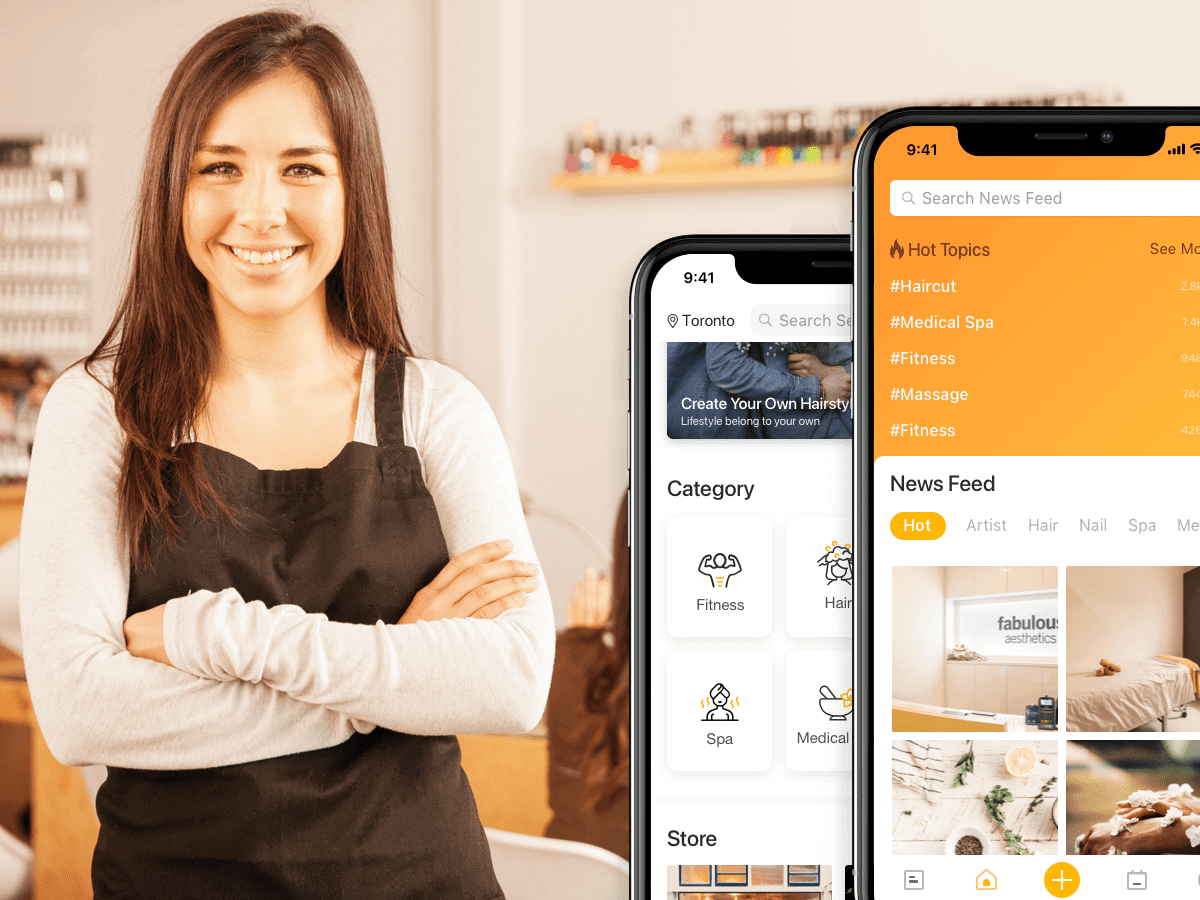 9:41
Toronto
Search Se
Create Your Own Hairstyl
Lifestyle belong to your own
Category
Fitness
Hair
Spa
Medical
Store
9:41
Search News Feed
Hot Topics
See Mo
#Haircut
2.8k
#Medical Spa
1.4k
#Fitness
948
#Massage
744
#Fitness
426
News Feed
Hot
Artist
Hair
Nail
Spa
Me
fabulous
aesthetics